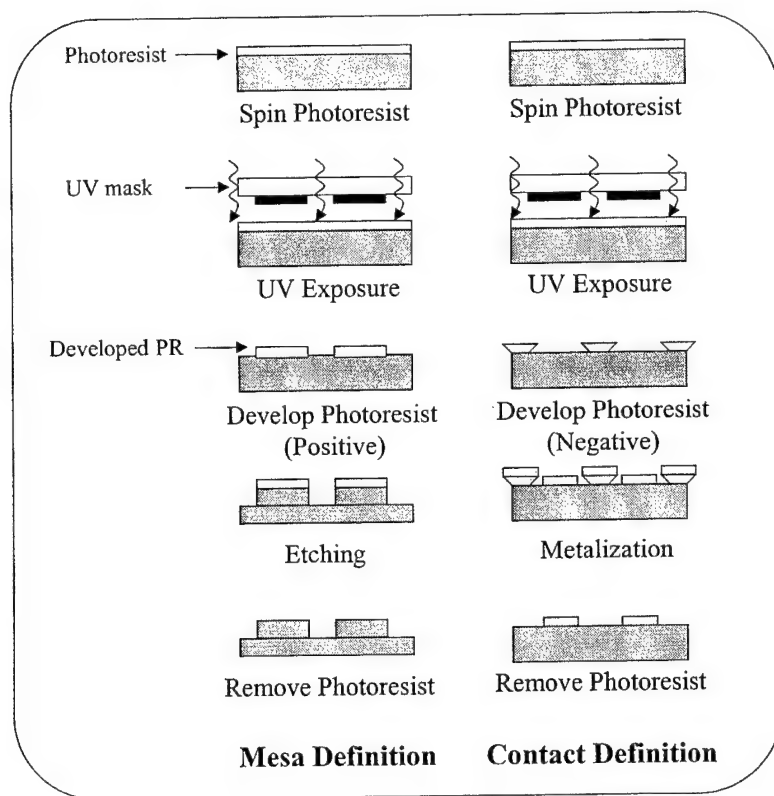 Photoresist
Spin Photoresist
Spin Photoresist
UV mask
UV Exposure
UV Exposure
Developed PR
Develop Photoresist
(Positive)
Develop Photoresist
(Negative)
Etching
Metalization
Remove Photoresist
Remove Photoresist
Mesa Definition
Contact Definition